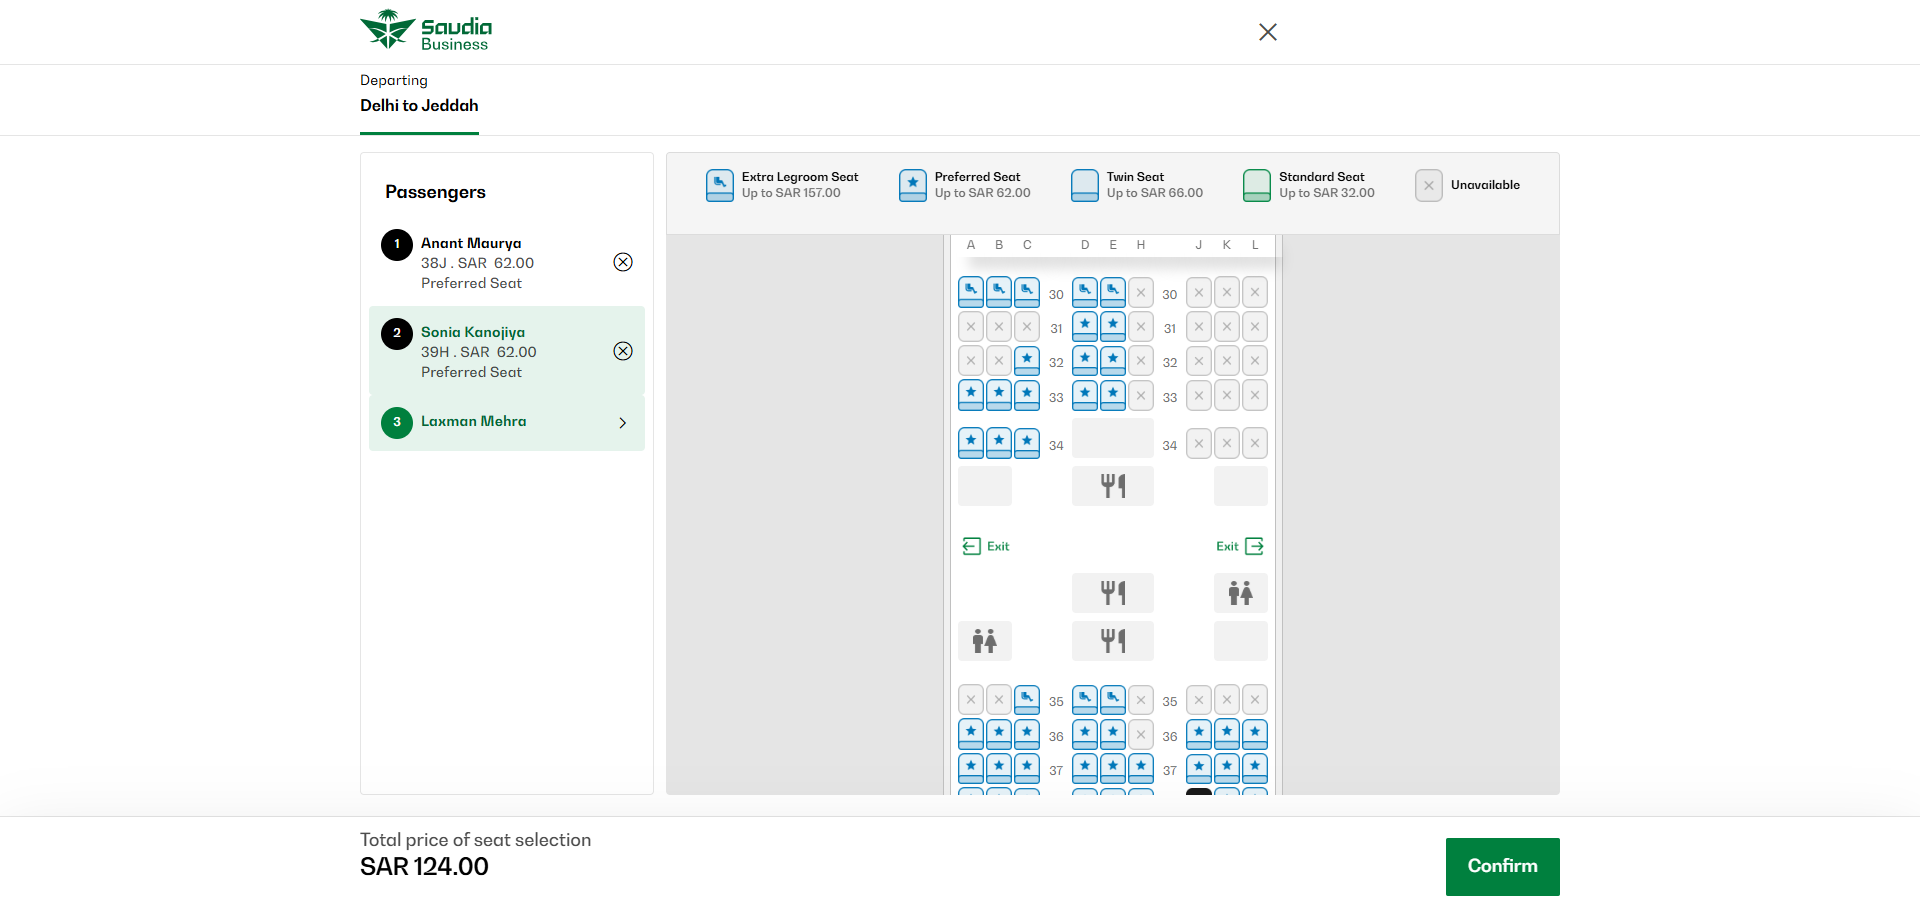 Saudia
Business
Departing
Delhi to Jeddah
Passengers
1
Anant Maurya
38J . SAR 62.00
Preferred Seat
2
Sonia Kanojiya
39H . SAR 62.00
Preferred Seat
3
Laxman Mehra
Extra Legroom Seat
Up to SAR 157.00
Preferred Seat
Up to SAR 62.00
Twin Seat
Up to SAR 66.00
Standard Seat
Up to SAR 32.00
Unavailable
A B C D E H J K L
30 30
31 31
32 32
33 33
34 34
Exit Exit
35 35
36 36
37 37
Total price of seat selection
SAR 124.00
Confirm